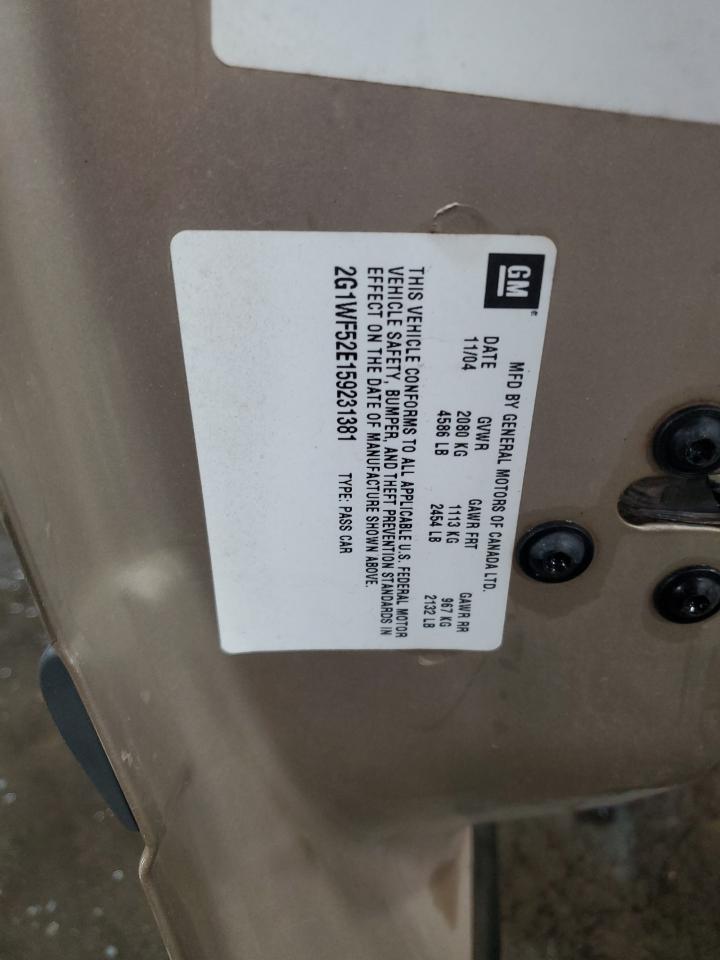 GM
MFD BY GENERAL MOTORS OF CANADA LTD.
DATE GVWR GAWR FRT GAWR RR
11/04 2080 KG 1113 KG 967 KG
4586 LB 2454 LB 2132 LB
THIS VEHICLE CONFORMS TO ALL APPLICABLE U.S. FEDERAL MOTOR
VEHICLE SAFETY, BUMPER, AND THEFT PREVENTION STANDARDS IN
EFFECT ON THE DATE OF MANUFACTURE SHOWN ABOVE.
2G1WF52E159231381 TYPE: PASS CAR